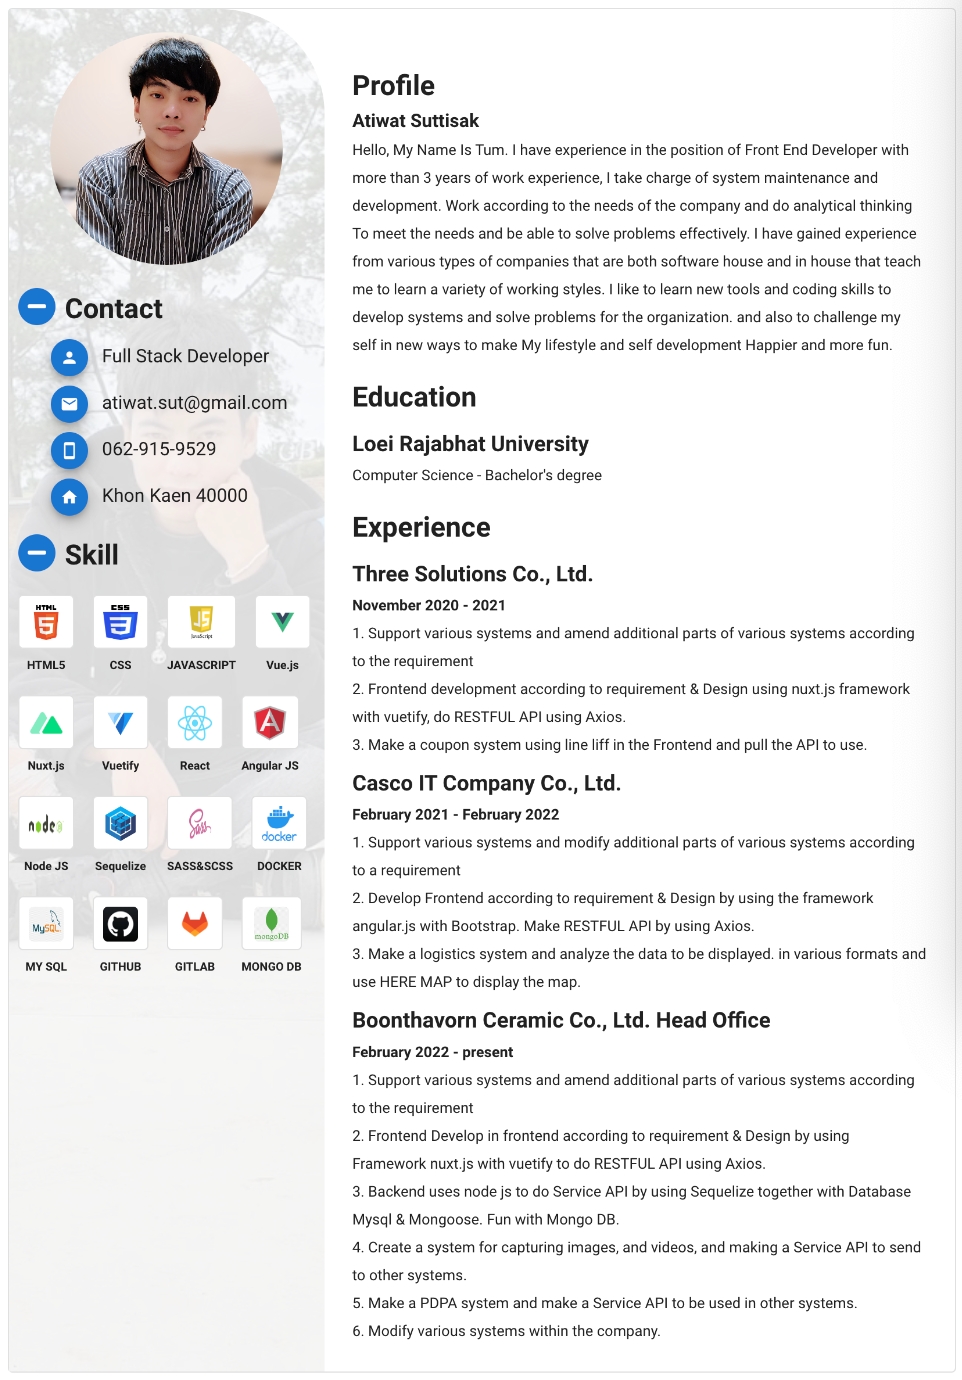 Contact
Full Stack Developer
atiwat.sut@gmail.com
062-915-9529
Khon Kaen 40000
Skill
HTML
5
CSS
3
JS
JavaScript
HTML5
CSS
JAVASCRIPT
Vue.js
Nuxt.js
Vuetify
React
Angular JS
node
Sass
docker
Node JS
Sequelize
SASS&SCSS
DOCKER
MySQL
mongoDB
MY SQL
GITHUB
GITLAB
MONGO DB
Profile
Atiwat Suttisak
Hello, My Name Is Tum. I have experience in the position of Front End Developer with
more than 3 years of work experience, I take charge of system maintenance and
development. Work according to the needs of the company and do analytical thinking
To meet the needs and be able to solve problems effectively. I have gained experience
from various types of companies that are both software house and in house that teach
me to learn a variety of working styles. I like to learn new tools and coding skills to
develop systems and solve problems for the organization. and also to challenge my
self in new ways to make My lifestyle and self development Happier and more fun.
Education
Loei Rajabhat University
Computer Science - Bachelor's degree
Experience
Three Solutions Co., Ltd.
November 2020 - 2021
1. Support various systems and amend additional parts of various systems according
to the requirement
2. Frontend development according to requirement & Design using nuxt.js framework
with vuetify, do RESTFUL API using Axios.
3. Make a coupon system using line liff in the Frontend and pull the API to use.
Casco IT Company Co., Ltd.
February 2021 - February 2022
1. Support various systems and modify additional parts of various systems according
to a requirement
2. Develop Frontend according to requirement & Design by using the framework
angular.js with Bootstrap. Make RESTFUL API by using Axios.
3. Make a logistics system and analyze the data to be displayed. in various formats and
use HERE MAP to display the map.
Boonthavorn Ceramic Co., Ltd. Head Office
February 2022 - present
1. Support various systems and amend additional parts of various systems according
to the requirement
2. Frontend Develop in frontend according to requirement & Design by using
Framework nuxt.js with vuetify to do RESTFUL API using Axios.
3. Backend uses node js to do Service API by using Sequelize together with Database
Mysql & Mongoose. Fun with Mongo DB.
4. Create a system for capturing images, and videos, and making a Service API to send
to other systems.
5. Make a PDPA system and make a Service API to be used in other systems.
6. Modify various systems within the company.